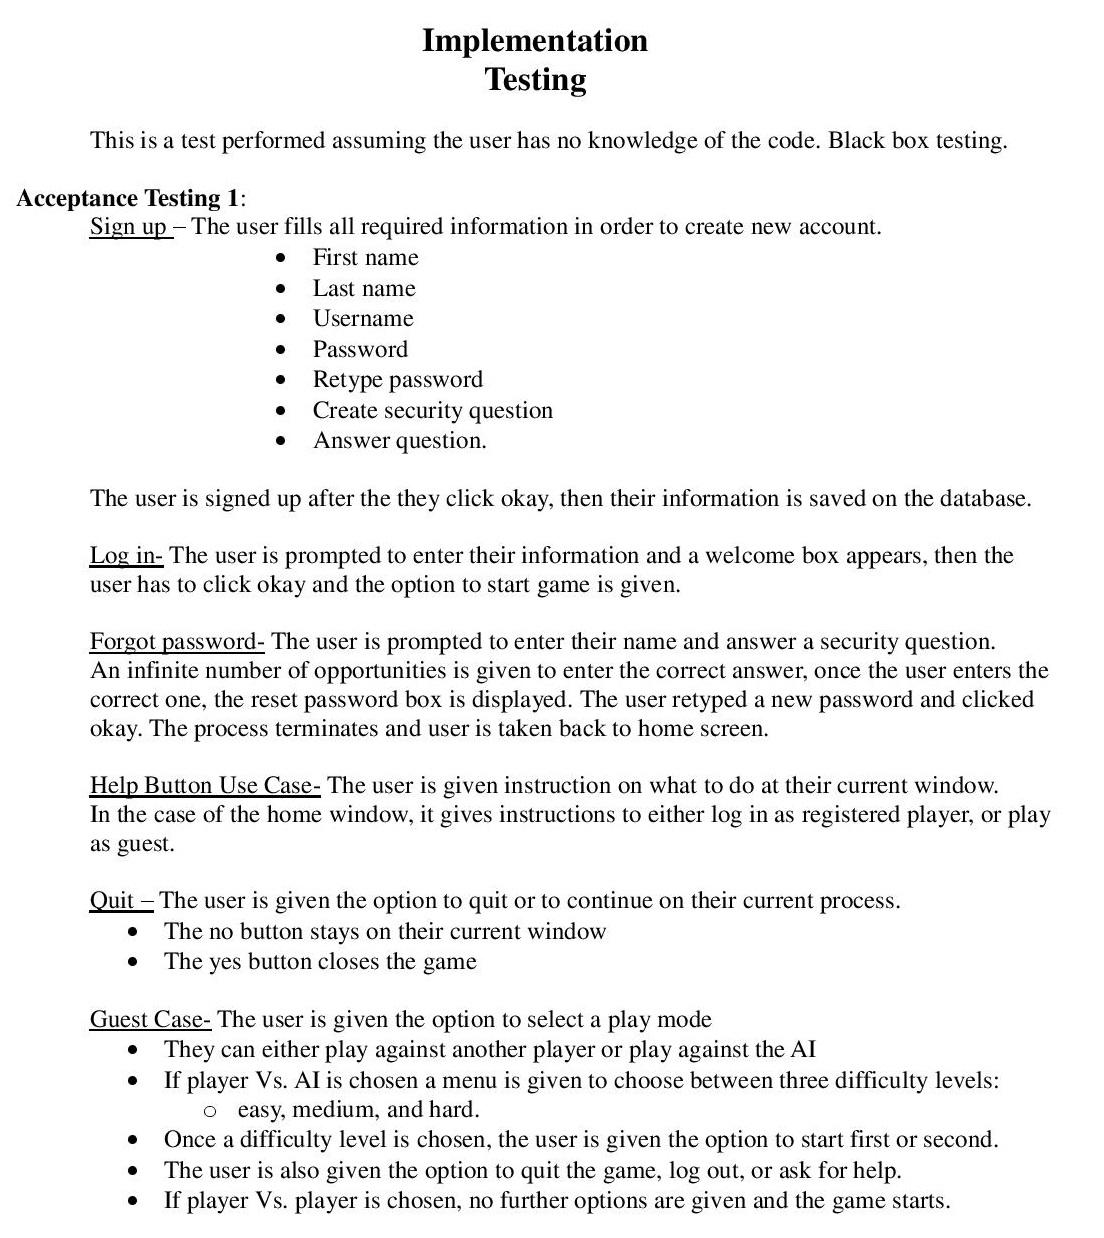 Implementation
Testing
This is a test performed assuming the user has no knowledge of the code. Black box testing.
Acceptance Testing 1:
Sign up – The user fills all required information in order to create new account.
• First name
• Last name
• Username
• Password
• Retype password
• Create security question
• Answer question.
The user is signed up after the they click okay, then their information is saved on the database.
Log in- The user is prompted to enter their information and a welcome box appears, then the
user has to click okay and the option to start game is given.
Forgot password- The user is prompted to enter their name and answer a security question.
An infinite number of opportunities is given to enter the correct answer, once the user enters the
correct one, the reset password box is displayed. The user retyped a new password and clicked
okay. The process terminates and user is taken back to home screen.
Help Button Use Case- The user is given instruction on what to do at their current window.
In the case of the home window, it gives instructions to either log in as registered player, or play
as guest.
Quit – The user is given the option to quit or to continue on their current process.
• The no button stays on their current window
• The yes button closes the game
Guest Case- The user is given the option to select a play mode
• They can either play against another player or play against the AI
• If player Vs. AI is chosen a menu is given to choose between three difficulty levels:
○ easy, medium, and hard.
• Once a difficulty level is chosen, the user is given the option to start first or second.
• The user is also given the option to quit the game, log out, or ask for help.
• If player Vs. player is chosen, no further options are given and the game starts.